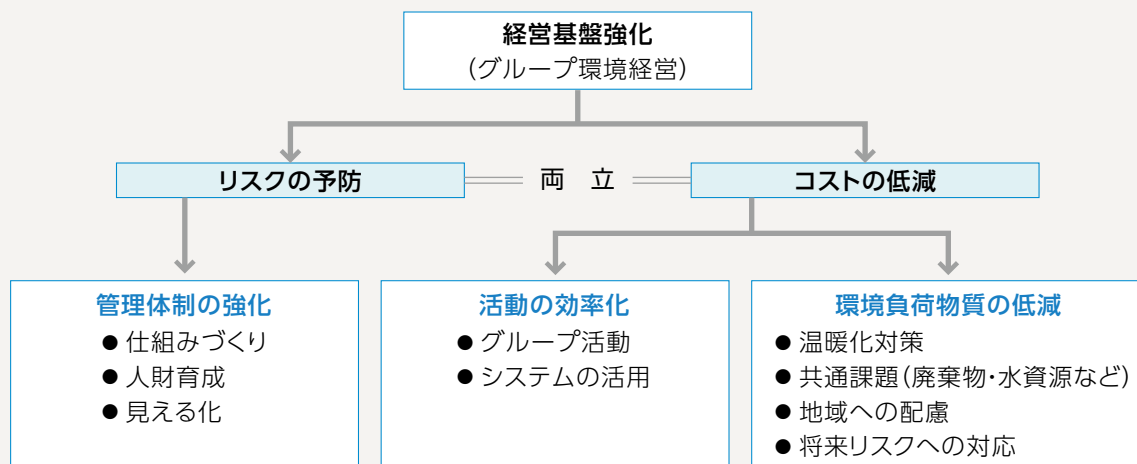 経営基盤強化
(グループ環境経営)
リスクの予防
両 立
コストの低減
管理体制の強化
● 仕組みづくり
● 人財育成
● 見える化
活動の効率化
● グループ活動
● システムの活用
環境負荷物質の低減
● 温暖化対策
● 共通課題(廃棄物・水資源など)
● 地域への配慮
● 将来リスクへの対応